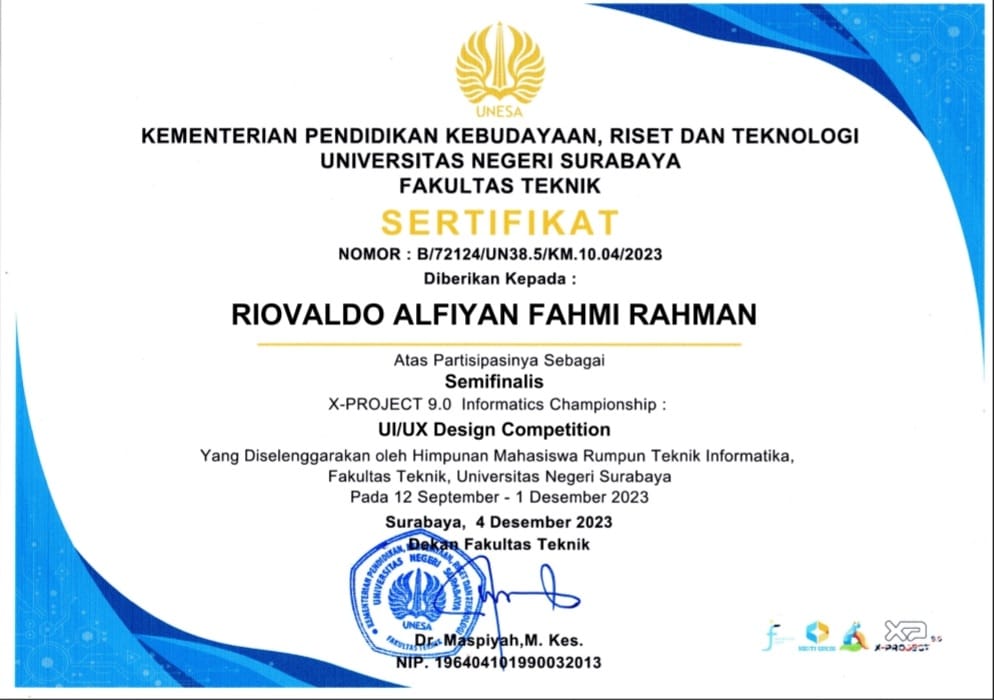 UNESA
KEMENTERIAN PENDIDIKAN KEBUDAYAAN, RISET DAN TEKNOLOGI
UNIVERSITAS NEGERI SURABAYA
FAKULTAS TEKNIK
SERTIFIKAT
NOMOR : B/72124/UN38.5/KM.10.04/2023
Diberikan Kepada :
RIOVALDO ALFIYAN FAHMI RAHMAN
Atas Partisipasinya Sebagai
Semifinalis
X-PROJECT 9.0 Informatics Championship :
UI/UX Design Competition
Yang Diselenggarakan oleh Himpunan Mahasiswa Rumpun Teknik Informatika,
Fakultas Teknik, Universitas Negeri Surabaya
Pada 12 September - 1 Desember 2023
Surabaya, 4 Desember 2023
Dekan Fakultas Teknik
KEMENTERIAN PENDIDIKAN, KEBUDAYAAN, RISET DAN TEKNOLOGI
UNIVERSITAS NEGERI SURABAYA
UNESA
FAKULTAS TEKNIK
Dr. Maspiyah,M. Kes.
NIP. 196404101990032013
X-PROJECT